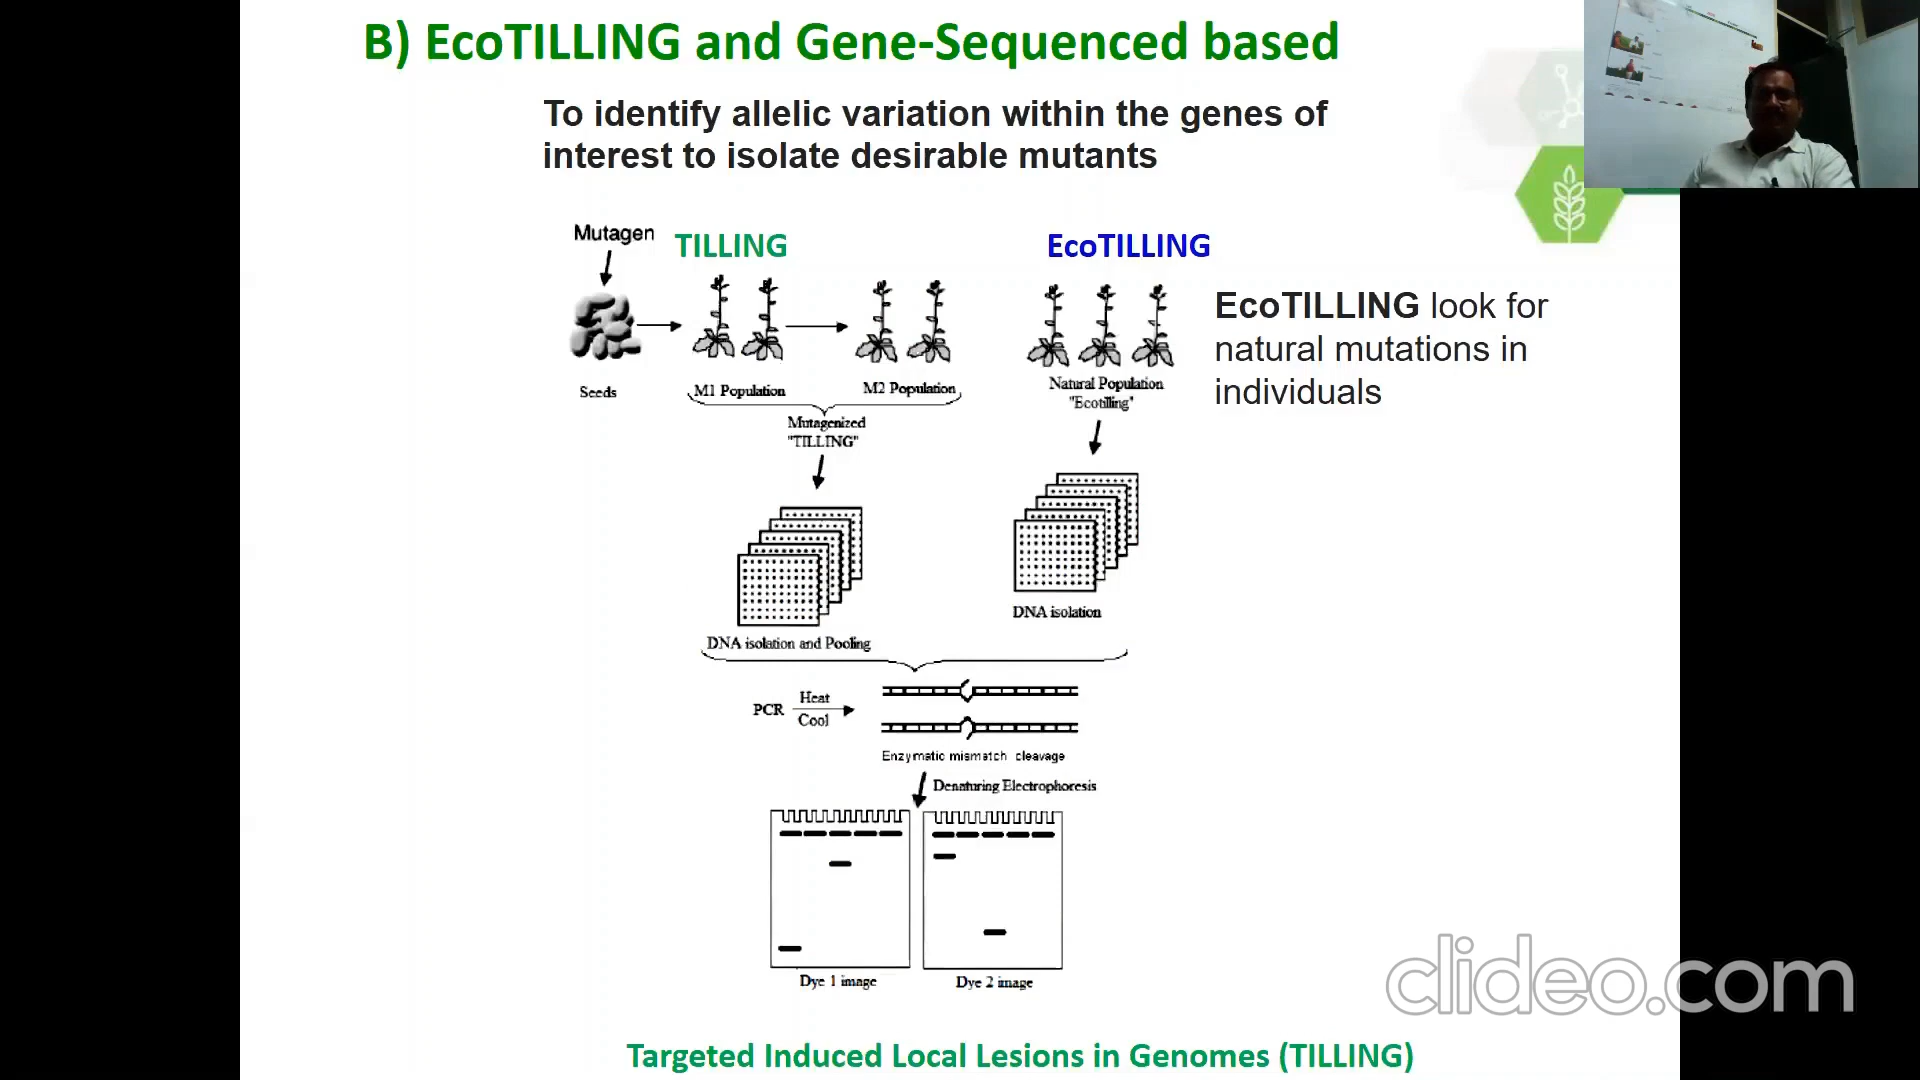 B) EcoTILLING and Gene-Sequenced based
To identify allelic variation within the genes of
interest to isolate desirable mutants
Mutagen
TILLING
EcoTILLING
EcoTILLING look for
natural mutations in
individuals
Seeds
M1 Population
M2 Population
Natural Population
"Ecotilling"
Mutagenized
"TILLING"
DNA isolation
DNA isolation and Pooling
PCR
Heat
Cool
Enzymatic mismatch cleavage
Denaturing Electrophoresis
Dye 1 image
Dye 2 image
clideo.com
Targeted Induced Local Lesions in Genomes (TILLING)